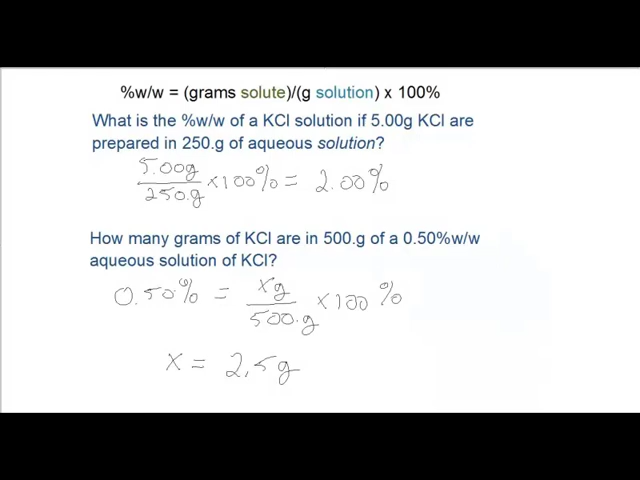 %w/w = (grams solute)/(g solution) x 100%
What is the %w/w of a KCl solution if 5.00g KCl are
prepared in 250.g of aqueous solution?
5.00g/250.g ×100% = 2.00%
How many grams of KCl are in 500.g of a 0.50%w/w
aqueous solution of KCl?
0.50% = xg/500.g ×100%
x = 2.5g